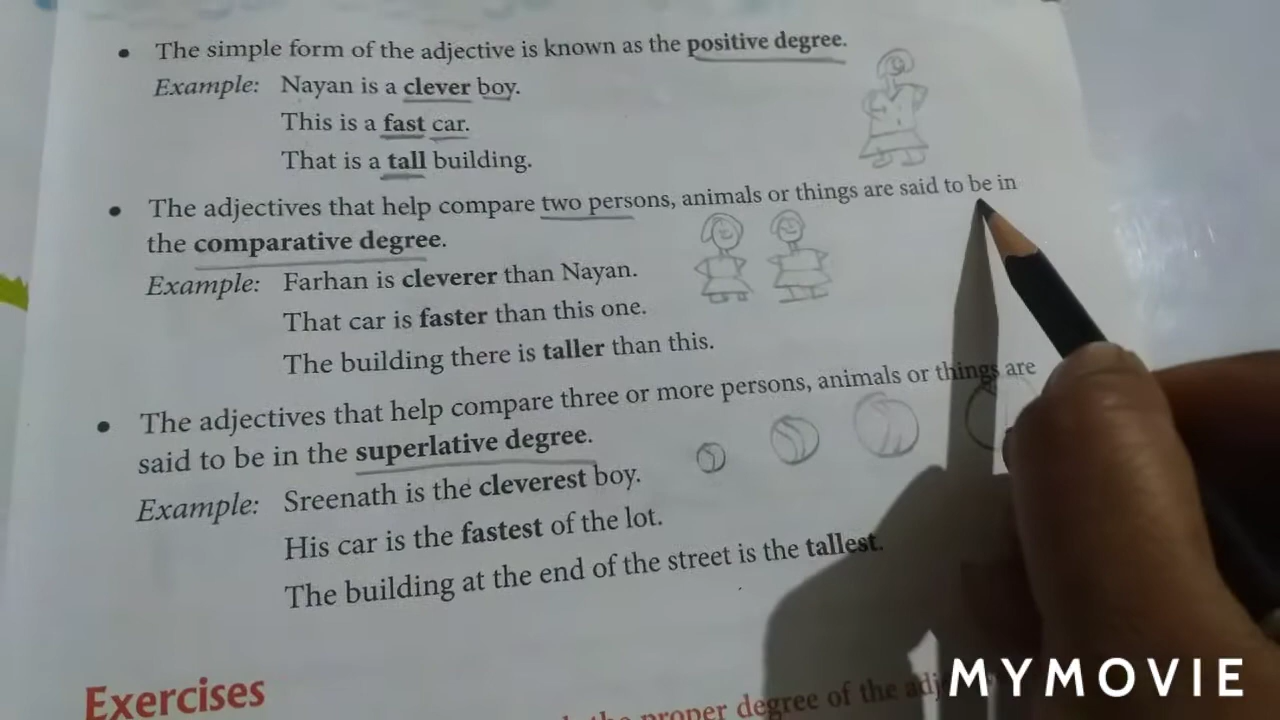 • The simple form of the adjective is known as the positive degree.
Example: Nayan is a clever boy.
This is a fast car.
That is a tall building.
• The adjectives that help compare two persons, animals or things are said to be in
the comparative degree.
Example: Farhan is cleverer than Nayan.
That car is faster than this one.
The building there is taller than this.
• The adjectives that help compare three or more persons, animals or things are
said to be in the superlative degree.
Example: Sreenath is the cleverest boy.
His car is the fastest of the lot.
The building at the end of the street is the tallest.
Exercises
the proper degree of the
MYMOVIE